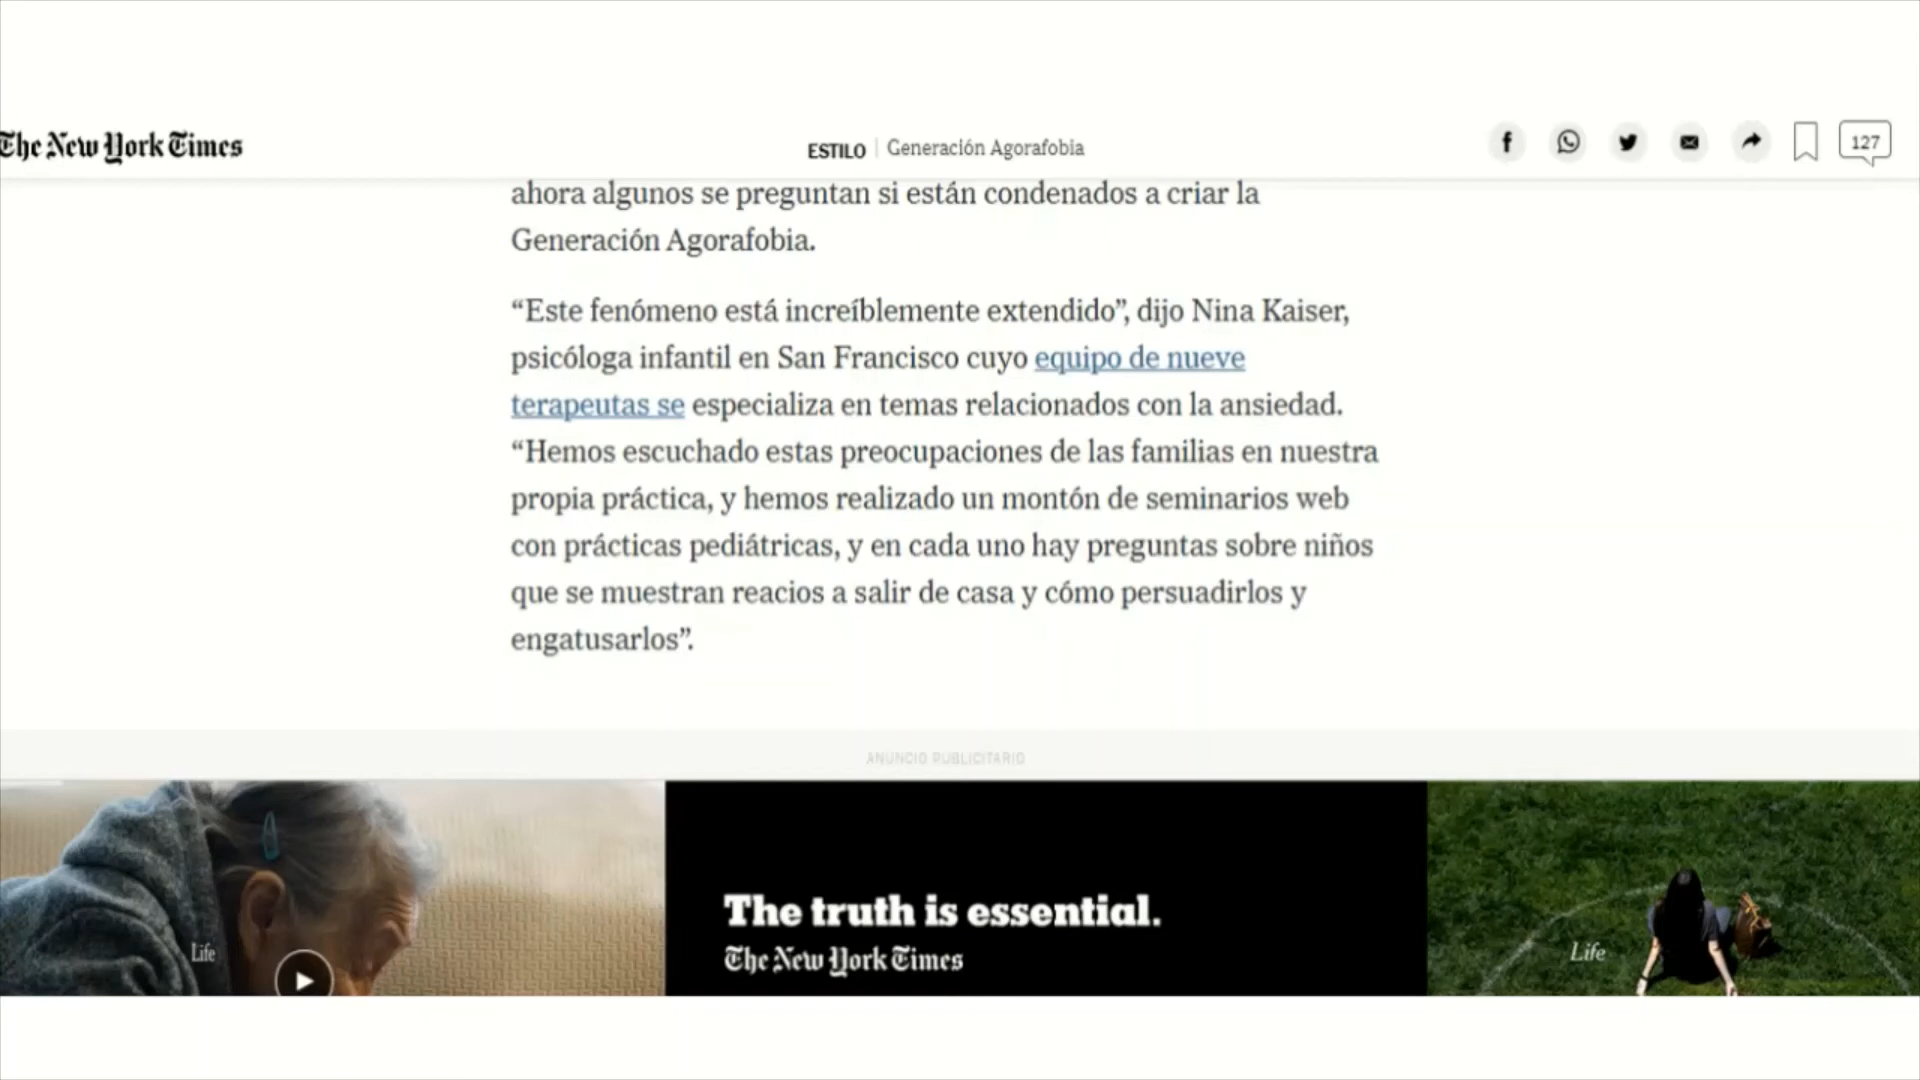 The New York Times
ESTILO | Generación Agorafobia
127
ahora algunos se preguntan si están condenados a criar la
Generación Agorafobia.
“Este fenómeno está increíblemente extendido”, dijo Nina Kaiser,
psicóloga infantil en San Francisco cuyo equipo de nueve
terapeutas se especializa en temas relacionados con la ansiedad.
“Hemos escuchado estas preocupaciones de las familias en nuestra
propia práctica, y hemos realizado un montón de seminarios web
con prácticas pediátricas, y en cada uno hay preguntas sobre niños
que se muestran reacios a salir de casa y cómo persuadirlos y
engatusarlos”.
ANUNCIO PUBLICITARIO
Life
The truth is essential.
The New York Times
Life